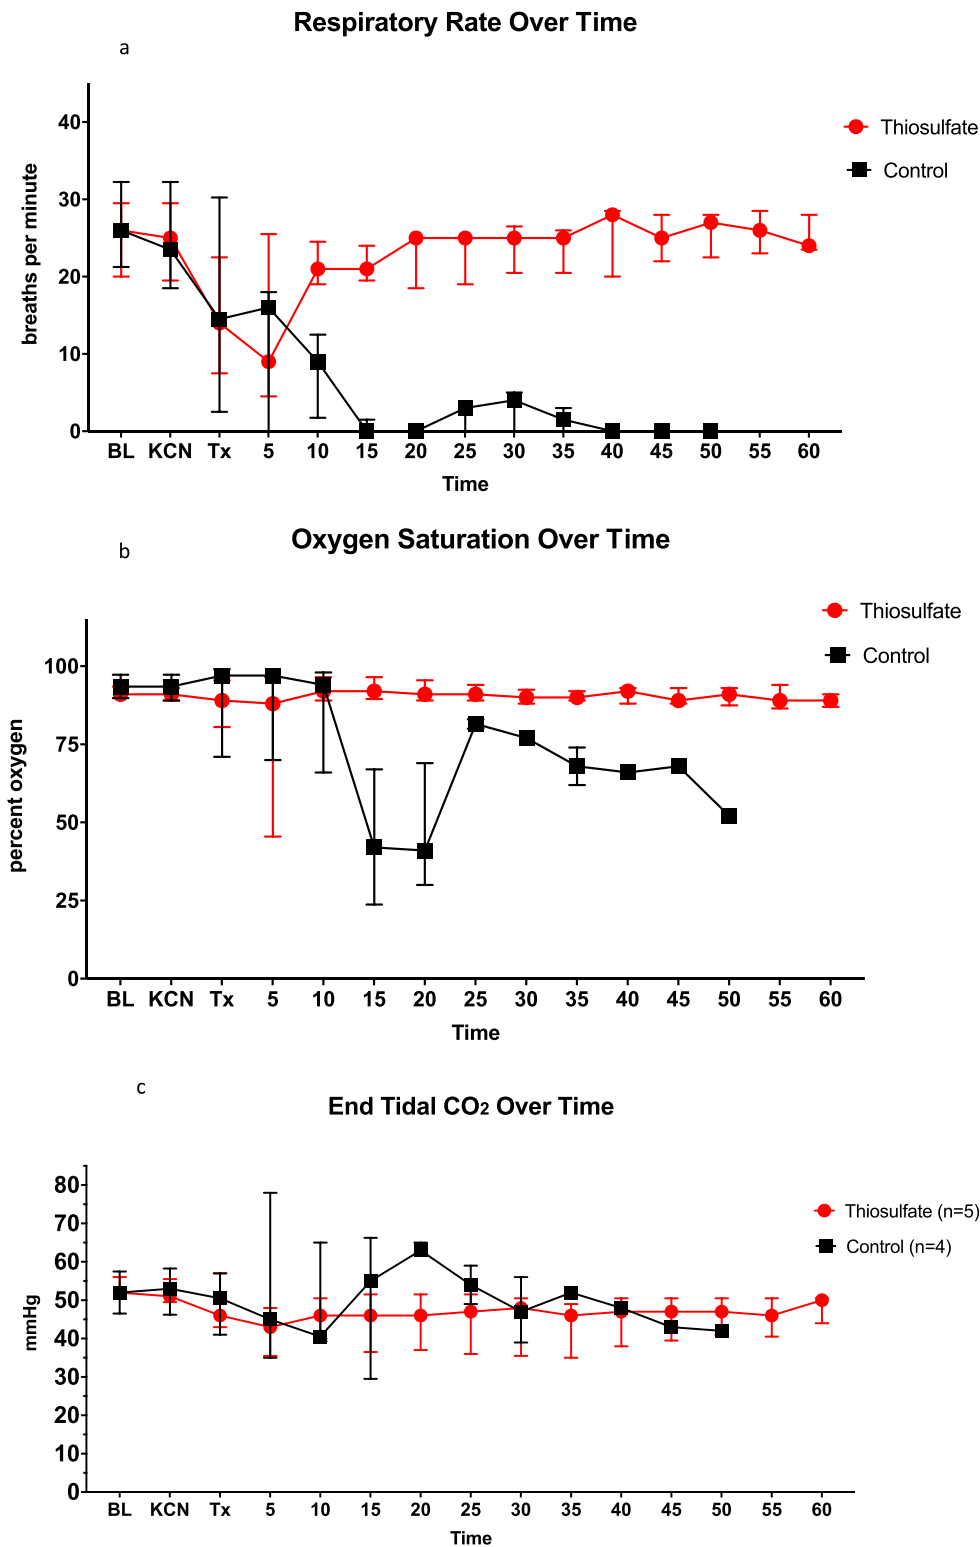 Respiratory Rate Over Time
a
breaths per minute
40
30
20
10
0
BL KCN Tx 5 10 15 20 25 30 35 40 45 50 55 60
Time
Thiosulfate
Control
Oxygen Saturation Over Time
b
percent oxygen
100
75
50
25
0
BL KCN Tx 5 10 15 20 25 30 35 40 45 50 60
Time
Thiosulfate
Control
c
End Tidal CO₂ Over Time
mmHg
80
70
60
50
40
30
20
10
0
BL KCN Tx 5 10 15 20 25 30 35 40 45 50 55 60
Time
Thiosulfate (n=5)
Control (n=4)